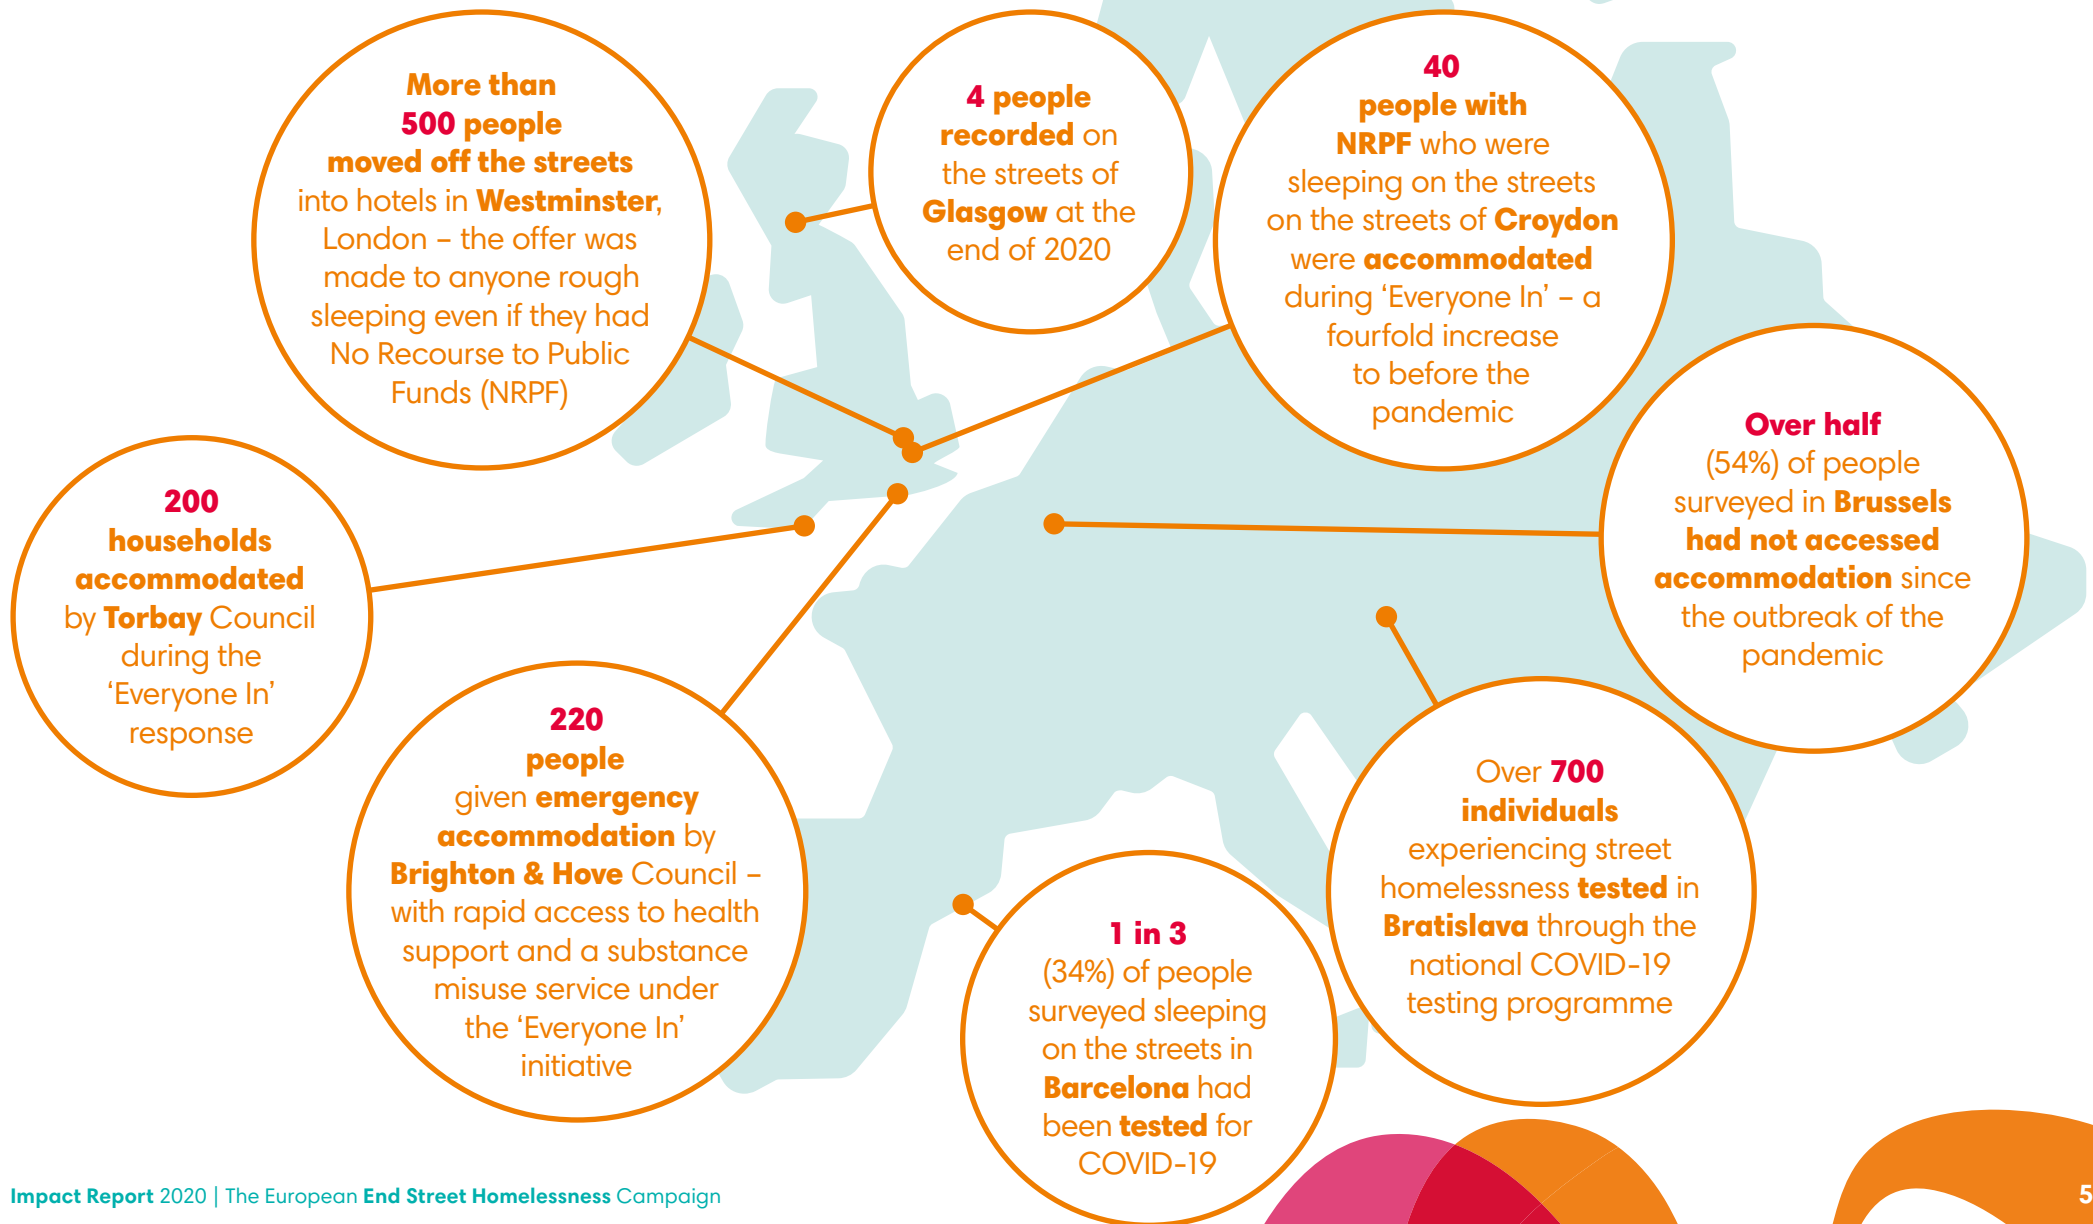 More than
500 people
moved off the streets
into hotels in Westminster,
London – the offer was
made to anyone rough
sleeping even if they had
No Recourse to Public
Funds (NRPF)
4 people
recorded on
the streets of
Glasgow at the
end of 2020
40
people with
NRPF who were
sleeping on the streets
on the streets of Croydon
were accommodated
during ‘Everyone In’ – a
fourfold increase
to before the
pandemic
Over half
(54%) of people
surveyed in Brussels
had not accessed
accommodation since
the outbreak of the
pandemic
200
households
accommodated
by Torbay Council
during the
‘Everyone In’
response
220
people
given emergency
accommodation by
Brighton & Hove Council –
with rapid access to health
support and a substance
misuse service under
the ‘Everyone In’
initiative
1 in 3
(34%) of people
surveyed sleeping
on the streets in
Barcelona had
been tested for
COVID-19
Over 700
individuals
experiencing street
homelessness tested in
Bratislava through the
national COVID-19
testing programme
Impact Report 2020 | The European End Street Homelessness Campaign
5